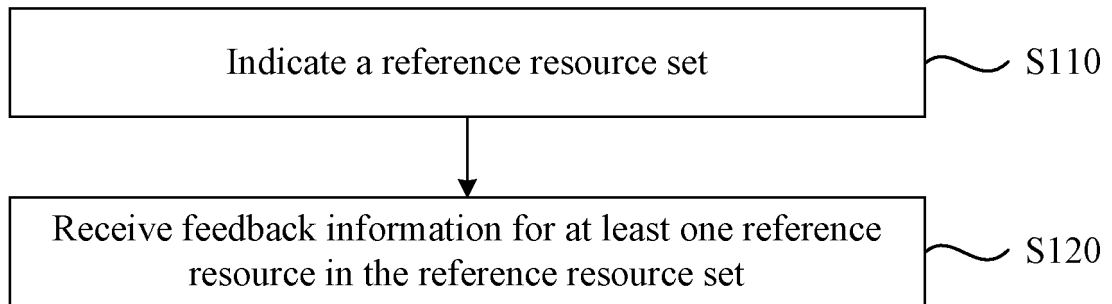 Indicate a reference resource set
S110
Receive feedback information for at least one reference
resource in the reference resource set
S120